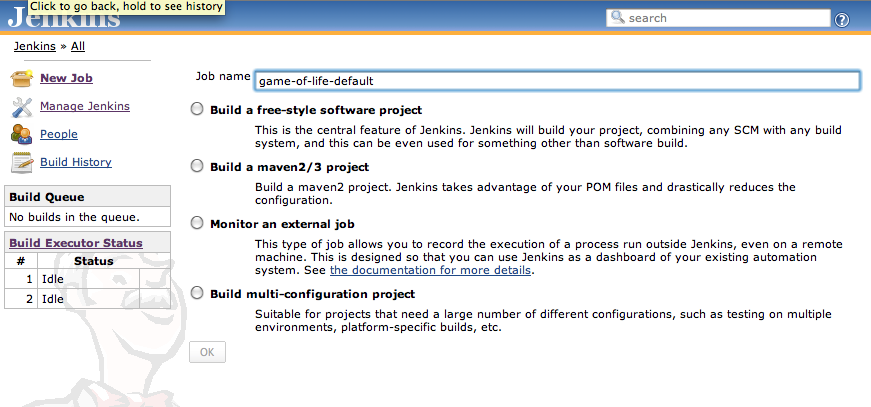 Click to go back, hold to see history
Jenkins
search
Jenkins » All
New Job
Manage Jenkins
People
Build History
Build Queue
No builds in the queue.
Build Executor Status
# Status
1 Idle
2 Idle
Job name game-of-life-default
Build a free-style software project
This is the central feature of Jenkins. Jenkins will build your project, combining any SCM with any build
system, and this can be even used for something other than software build.
Build a maven2/3 project
Build a maven2 project. Jenkins takes advantage of your POM files and drastically reduces the
configuration.
Monitor an external job
This type of job allows you to record the execution of a process run outside Jenkins, even on a remote
machine. This is designed so that you can use Jenkins as a dashboard of your existing automation
system. See the documentation for more details.
Build multi-configuration project
Suitable for projects that need a large number of different configurations, such as testing on multiple
environments, platform-specific builds, etc.
OK